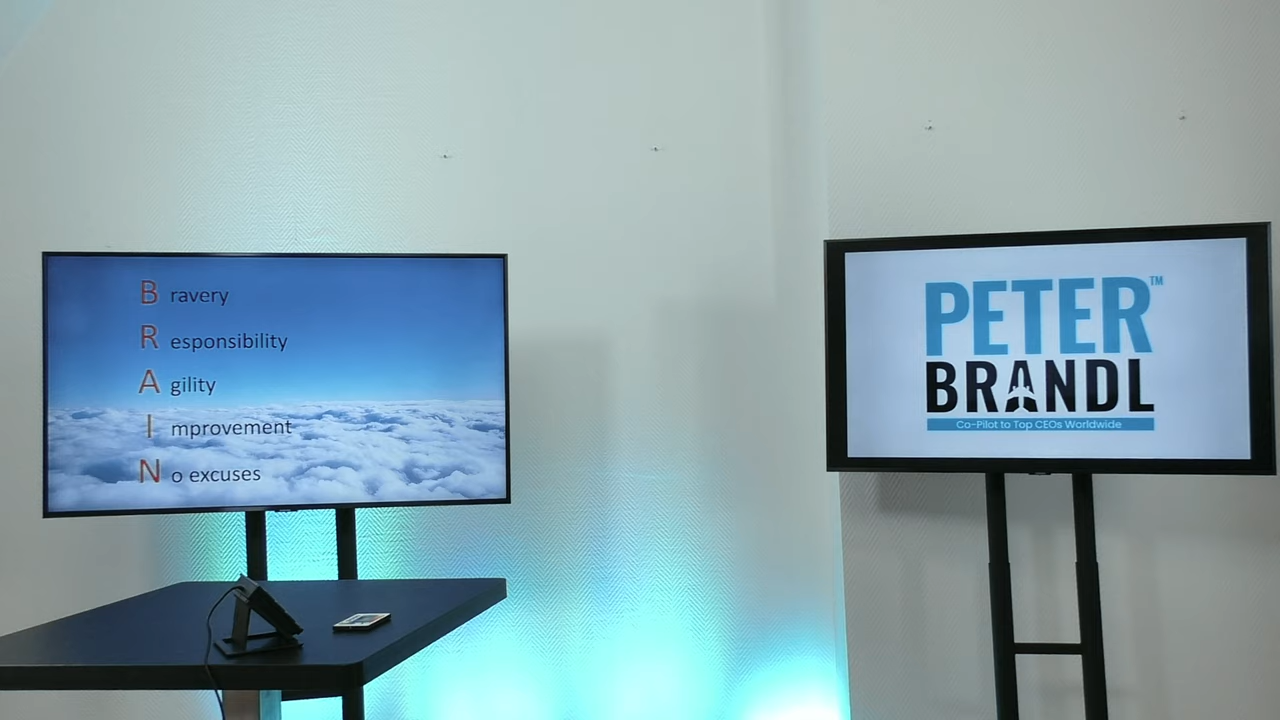 B ravery
R esponsibility
A gility
I mprovement
N o excuses
PETER™
BRANDL
Co-Pilot to Top CEOs Worldwide